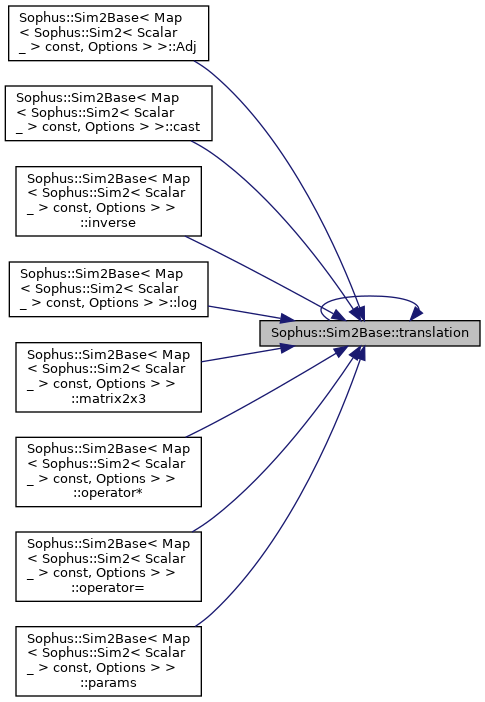 Sophus::Sim2Base< Map
< Sophus::Sim2< Scalar
_ > const, Options > >::Adj
Sophus::Sim2Base< Map
< Sophus::Sim2< Scalar
_ > const, Options > >::cast
Sophus::Sim2Base< Map
< Sophus::Sim2< Scalar
_ > const, Options > >
::inverse
Sophus::Sim2Base< Map
< Sophus::Sim2< Scalar
_ > const, Options > >::log
Sophus::Sim2Base::translation
Sophus::Sim2Base< Map
< Sophus::Sim2< Scalar
_ > const, Options > >
::matrix2x3
Sophus::Sim2Base< Map
< Sophus::Sim2< Scalar
_ > const, Options > >
::operator*
Sophus::Sim2Base< Map
< Sophus::Sim2< Scalar
_ > const, Options > >
::operator=
Sophus::Sim2Base< Map
< Sophus::Sim2< Scalar
_ > const, Options > >
::params